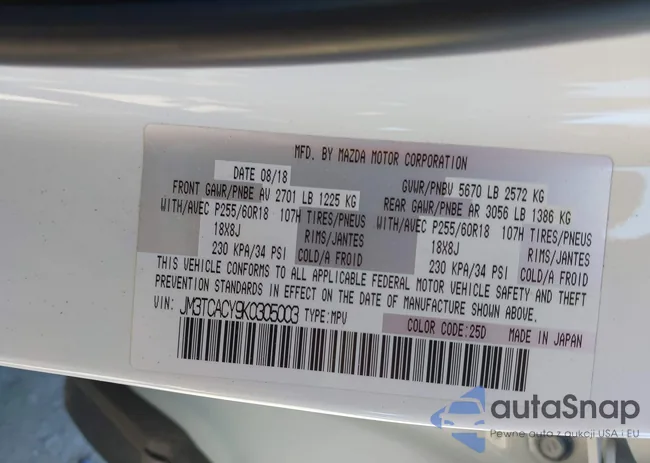 MFD. BY MAZDA MOTOR CORPORATION
DATE 08/18
GVWR/PNBV 5670 LB 2572 KG
FRONT GAWR/PNBE AV 2701 LB 1225 KG
REAR GAWR/PNBE AR 3056 LB 1386 KG
WITH/AVEC P255/60R18 107H TIRES/PNEUS
WITH/AVEC P255/60R18 107H TIRES/PNEUS
18X8J RIMS/JANTES
18X8J RIMS/JANTES
230 KPA/34 PSI COLD/A FROID
230 KPA/34 PSI COLD/A FROID
THIS VEHICLE CONFORMS TO ALL APPLICABLE FEDERAL MOTOR VEHICLE SAFETY AND THEFT
PREVENTION STANDARDS IN EFFECT ON THE DATE OF MANUFACTURE SHOWN ABOVE.
VIN: JM3TCACY9K0305003 TYPE:MPV
COLOR CODE:25D MADE IN JAPAN
autaSnap
Pewne auta z aukcji USA i EU